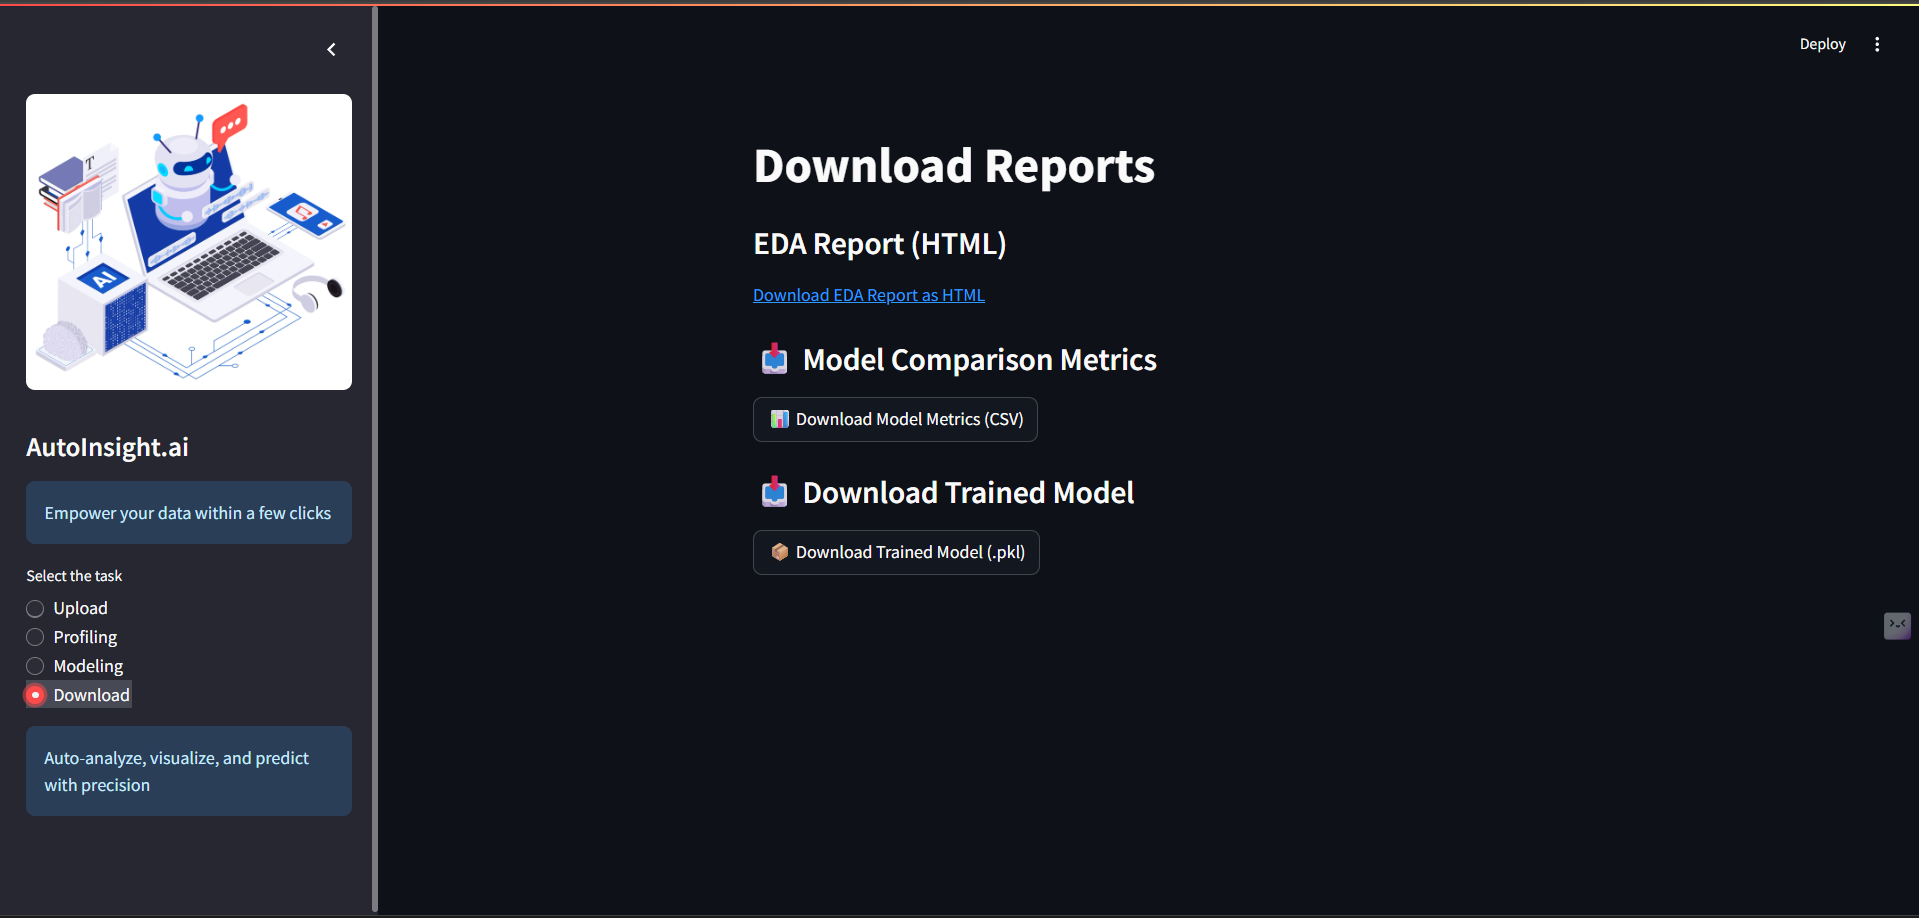 Deploy
T
AI
AutoInsight.ai
Empower your data within a few clicks
Select the task
Upload
Profiling
Modeling
Download
Auto-analyze, visualize, and predict
with precision
Download Reports
EDA Report (HTML)
Download EDA Report as HTML
Model Comparison Metrics
Download Model Metrics (CSV)
Download Trained Model
Download Trained Model (.pkl)